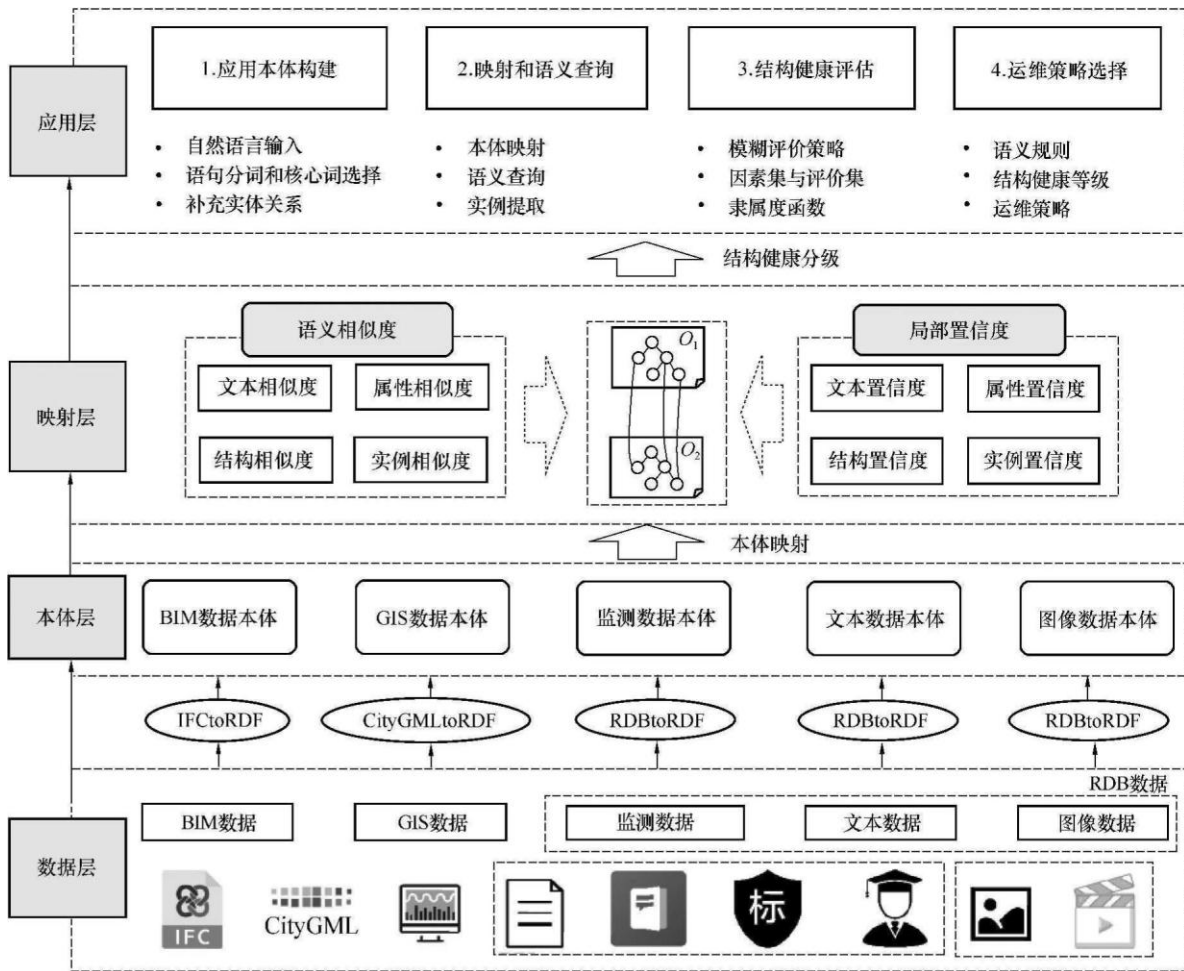 应用层
1.应用本体构建
2.映射和语义查询
3.结构健康评估
4.运维策略选择
• 自然语言输入
• 语句分词和核心词选择
• 补充实体关系
• 本体映射
• 语义查询
• 实例提取
• 模糊评价策略
• 因素集与评价集
• 隶属度函数
• 语义规则
• 结构健康等级
• 运维策略
结构健康分级
映射层
语义相似度
文本相似度
属性相似度
结构相似度
实例相似度
O1
O2
局部置信度
文本置信度
属性置信度
结构置信度
实例置信度
本体映射
本体层
BIM数据本体
GIS数据本体
监测数据本体
文本数据本体
图像数据本体
IFCtoRDF
CityGMLtoRDF
RDBtoRDF
RDBtoRDF
RDBtoRDF
RDB数据
数据层
BIM数据
GIS数据
监测数据
文本数据
图像数据
IFC
CityGML
标